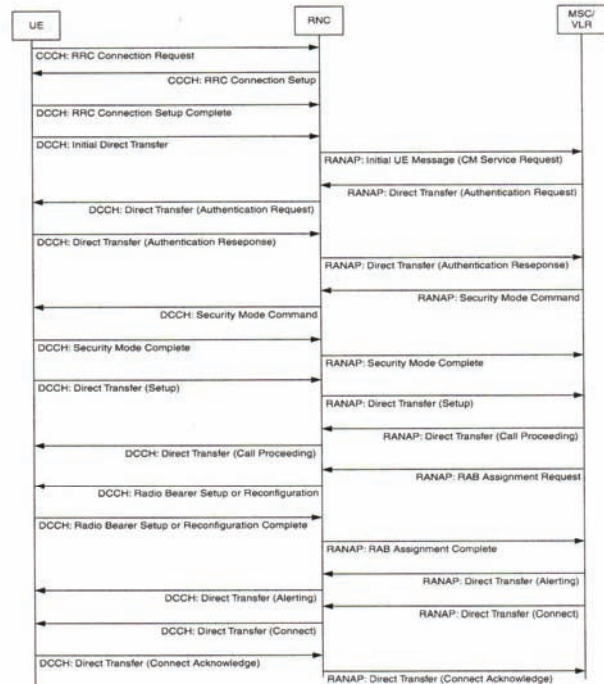 UE
RNC
MSC/
VLR
CCCH: RRC Connection Request
CCCH: RRC Connection Setup
DCCH: RRC Connection Setup Complete
DCCH: Initial Direct Transfer
RANAP: Initial UE Message (CM Service Request)
RANAP: Direct Transfer (Authentication Request)
DCCH: Direct Transfer (Authentication Request)
DCCH: Direct Transfer (Authentication Reseponse)
RANAP: Direct Transfer (Authentication Reseponse)
RANAP: Security Mode Command
DCCH: Security Mode Command
DCCH: Security Mode Complete
RANAP: Security Mode Complete
DCCH: Direct Transfer (Setup)
RANAP: Direct Transfer (Setup)
RANAP: Direct Transfer (Call Proceeding)
DCCH: Direct Transfer (Call Proceeding)
RANAP: RAB Assignment Request
DCCH: Radio Bearer Setup or Reconfiguration
DCCH: Radio Bearer Setup or Reconfiguration Complete
RANAP: RAB Assignment Complete
RANAP: Direct Transfer (Alerting)
DCCH: Direct Transfer (Alerting)
RANAP: Direct Transfer (Connect)
DCCH: Direct Transfer (Connect)
DCCH: Direct Transfer (Connect Acknowledge)
RANAP: Direct Transfer (Connect Acknowledge)